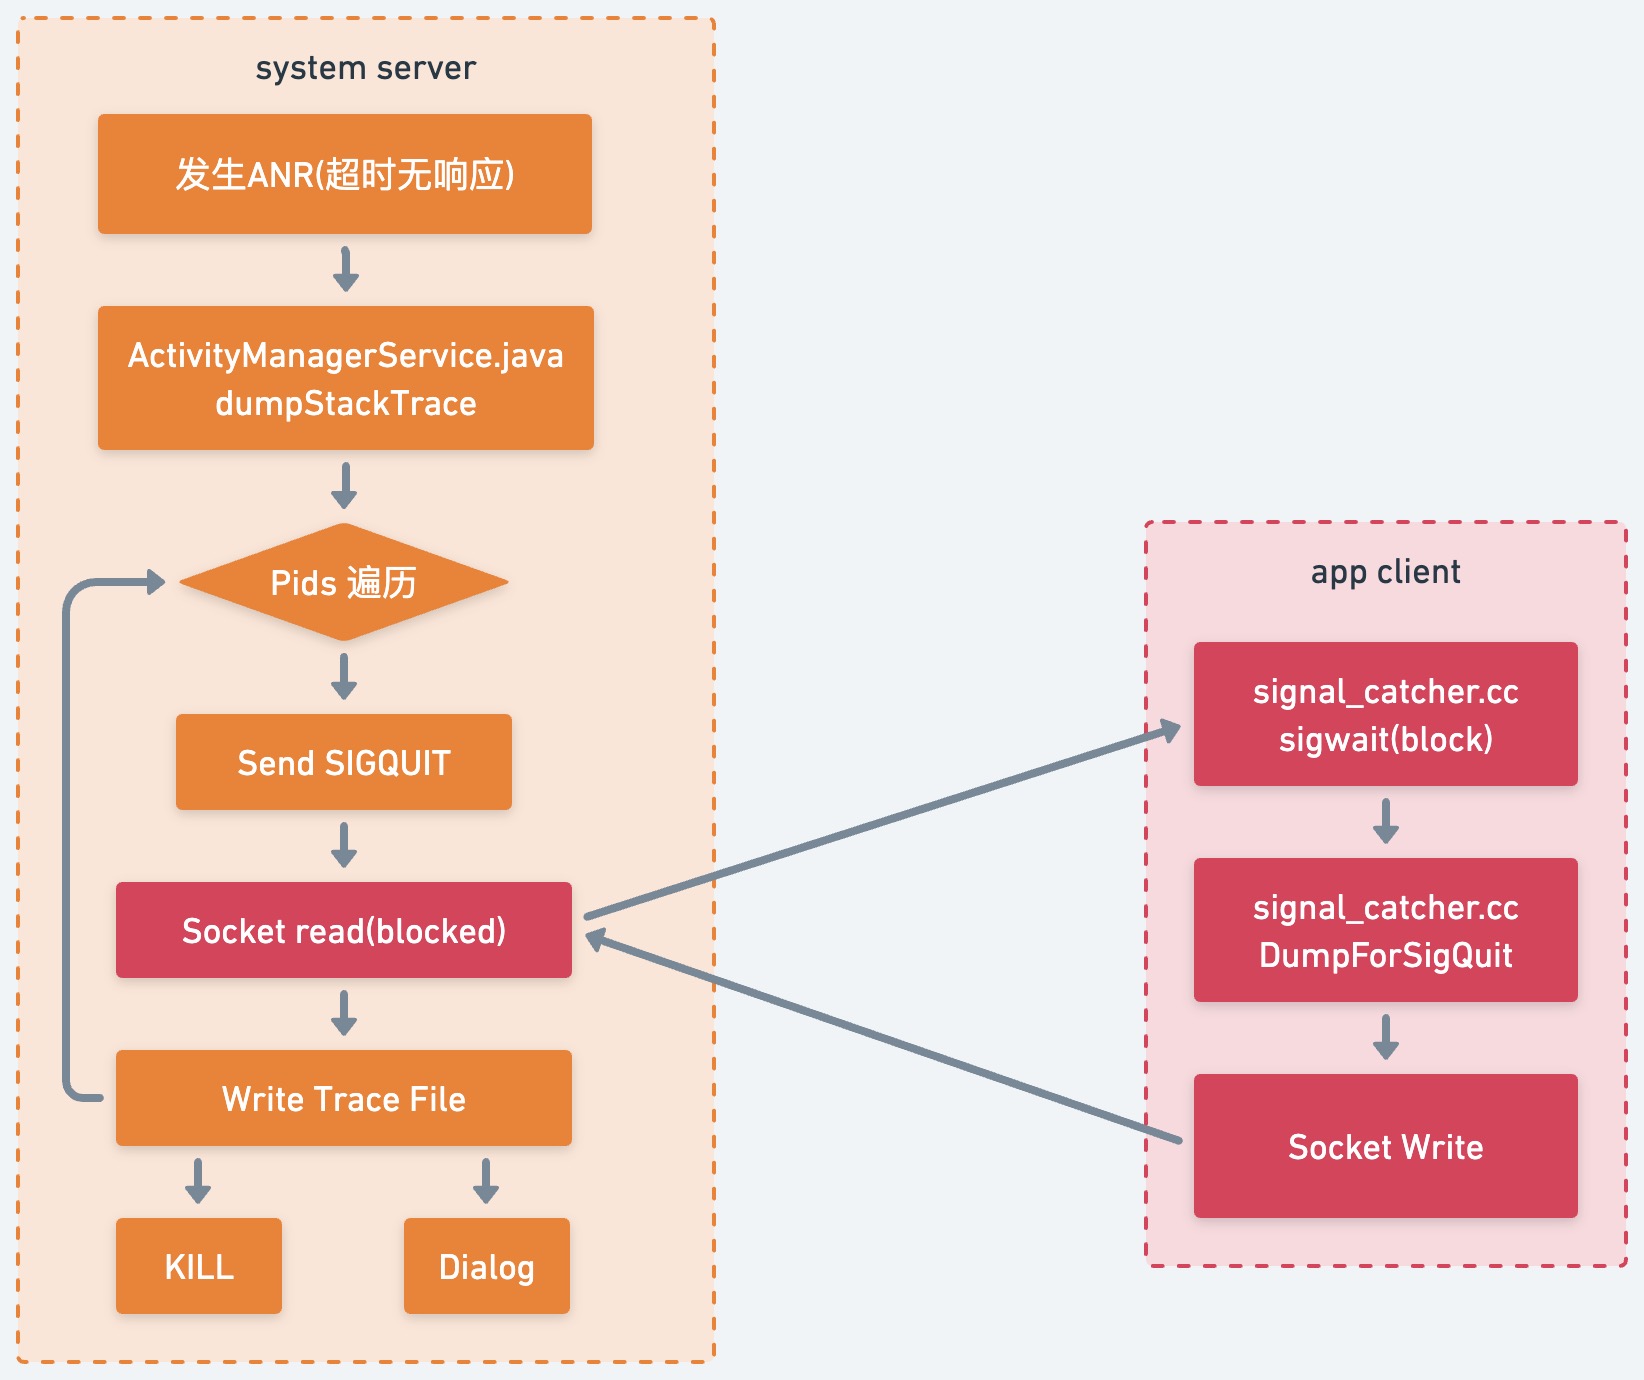 system server
发生ANR(超时无响应)
ActivityManagerService.java
dumpStackTrace
Pids 遍历
Send SIGQUIT
Socket read(blocked)
Write Trace File
KILL
Dialog
app client
signal_catcher.cc
sigwait(block)
signal_catcher.cc
DumpForSigQuit
Socket Write